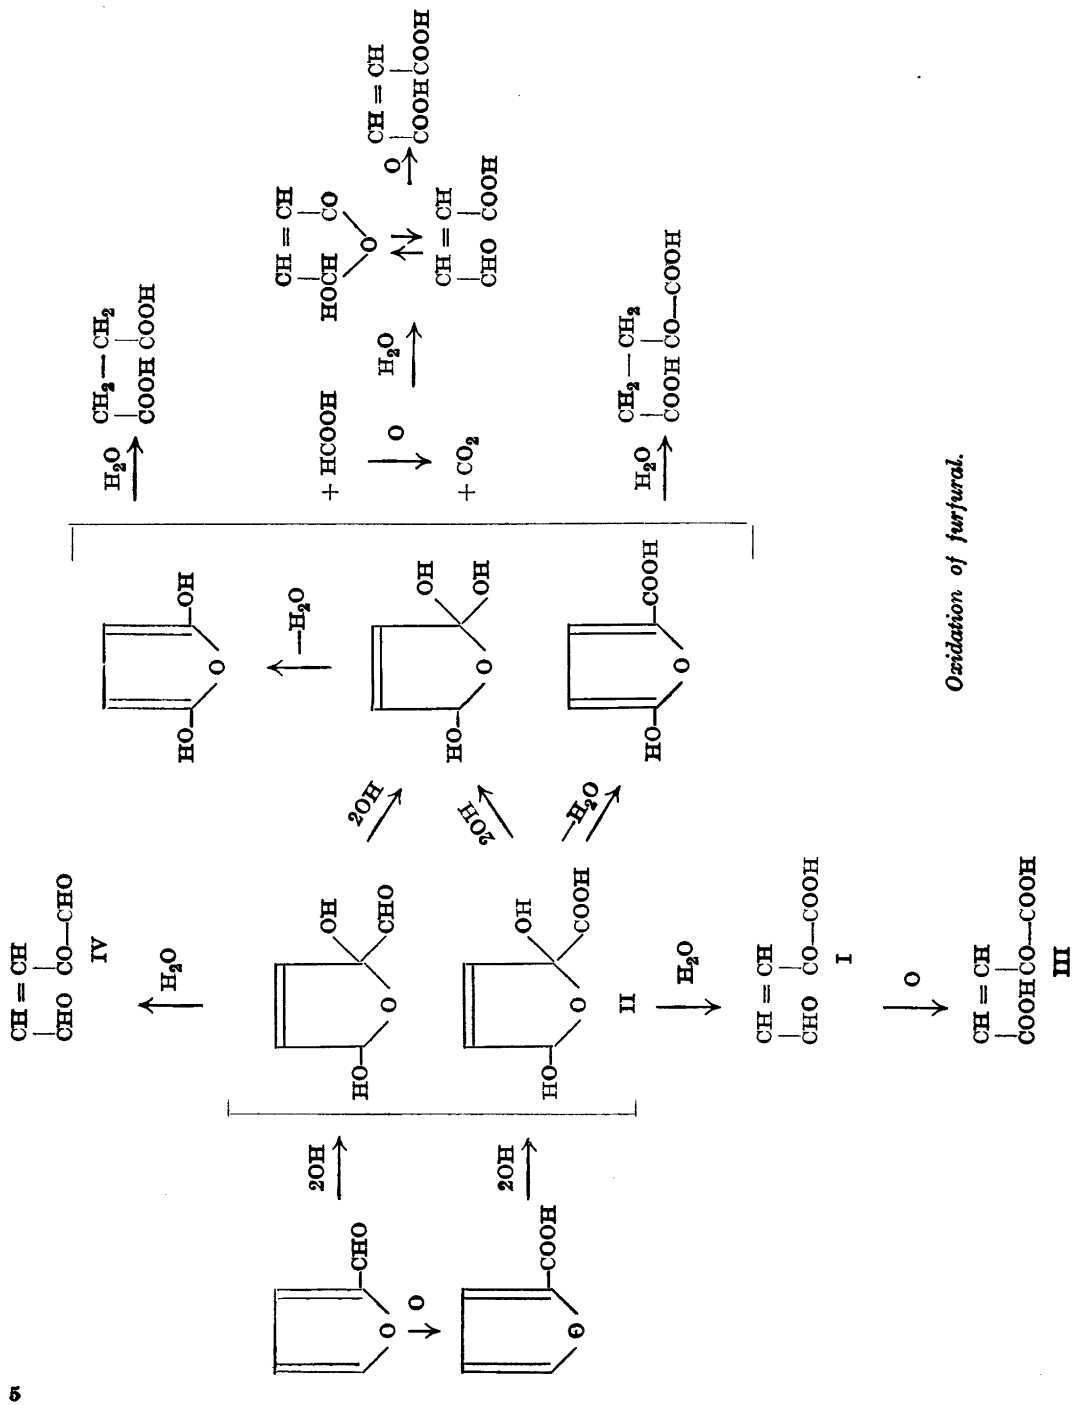 5
CH = CH
CHO CO—CHO
IV
H₂O
CH₂—CH₂
COOH COOH
H₂O
HO OH
O
—H₂O
CHO
O
O
COOH
O
2OH
2OH
HO OH
CHO
O
HO OH
COOH
O
II
2OH
2OH
—H₂O
HO OH
OH
O
HO COOH
O
+ HCOOH
O
+ CO₂
H₂O
CH = CH
HOCH CO
O
CH = CH
CHO COOH
O
CH = CH
COOH COOH
H₂O
CH₂—CH₂
COOH CO—COOH
H₂O
CH = CH
CHO CO—COOH
I
O
CH = CH
COOH CO—COOH
III
Oxidation of furfural.